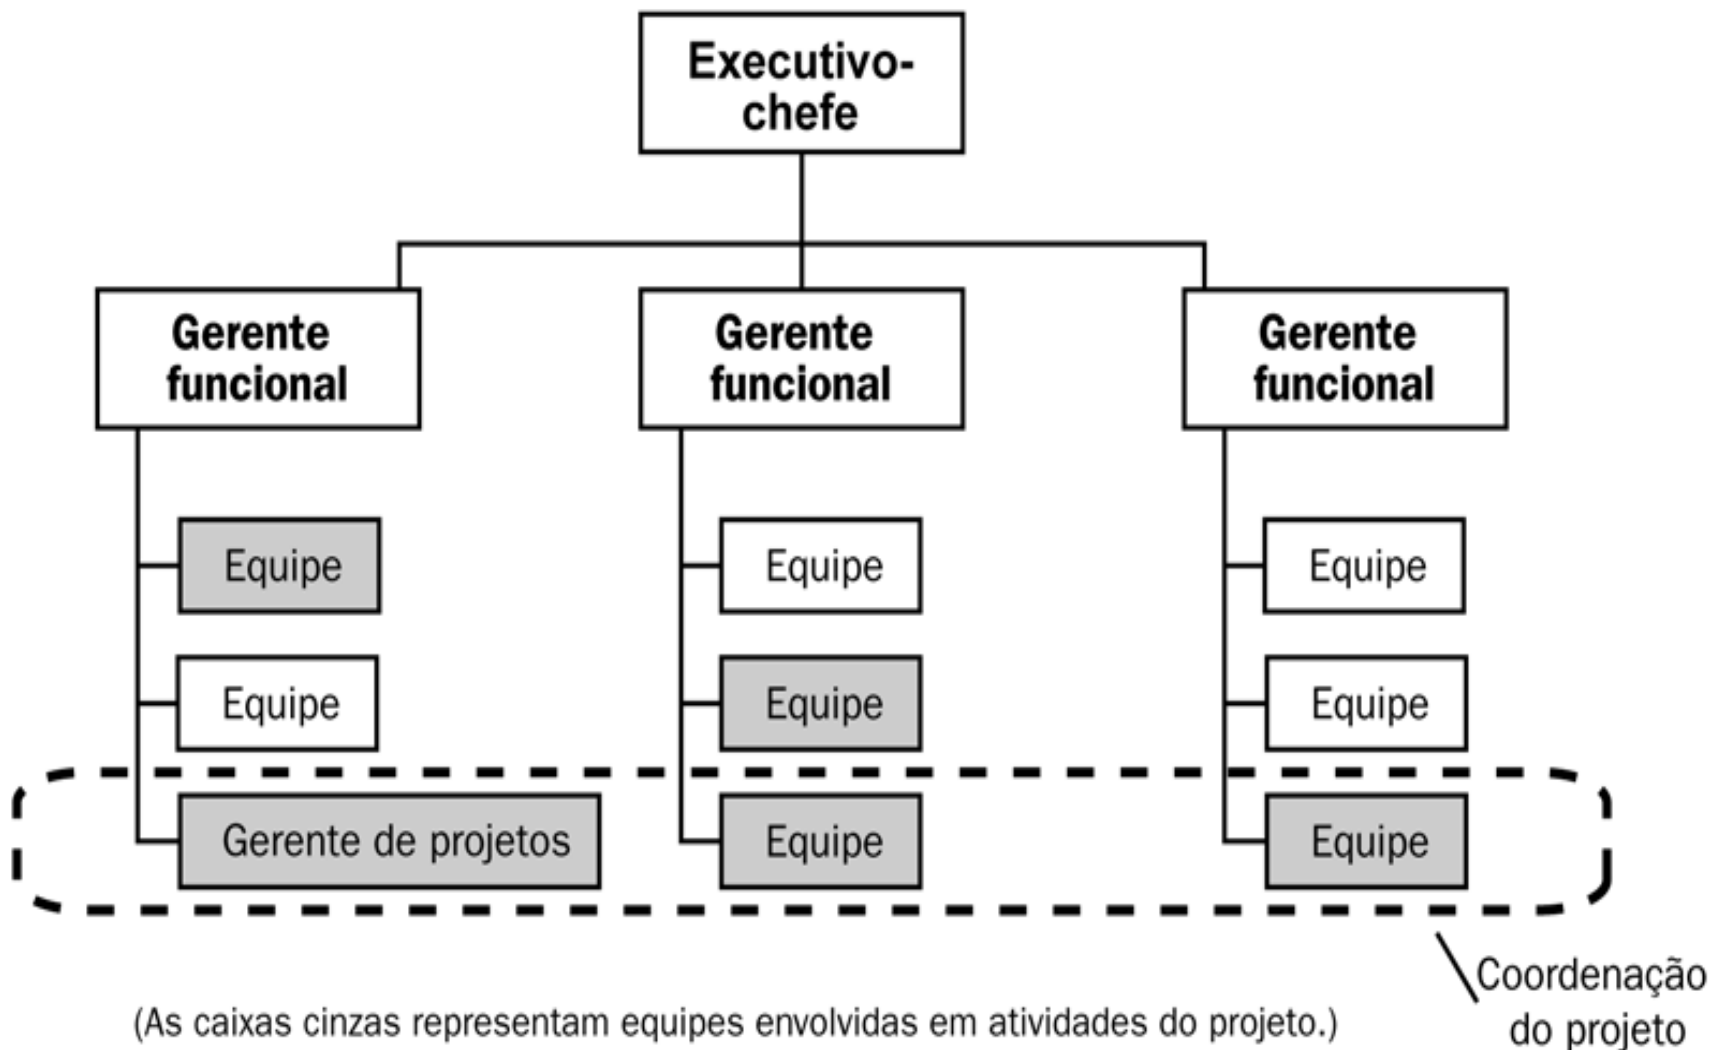 Executivo-
chefe
Gerente
funcional
Gerente
funcional
Gerente
funcional
Equipe
Equipe
Equipe
Equipe
Equipe
Equipe
Gerente de projetos
Equipe
Equipe
Coordenação
do projeto
(As caixas cinzas representam equipes envolvidas em atividades do projeto.)